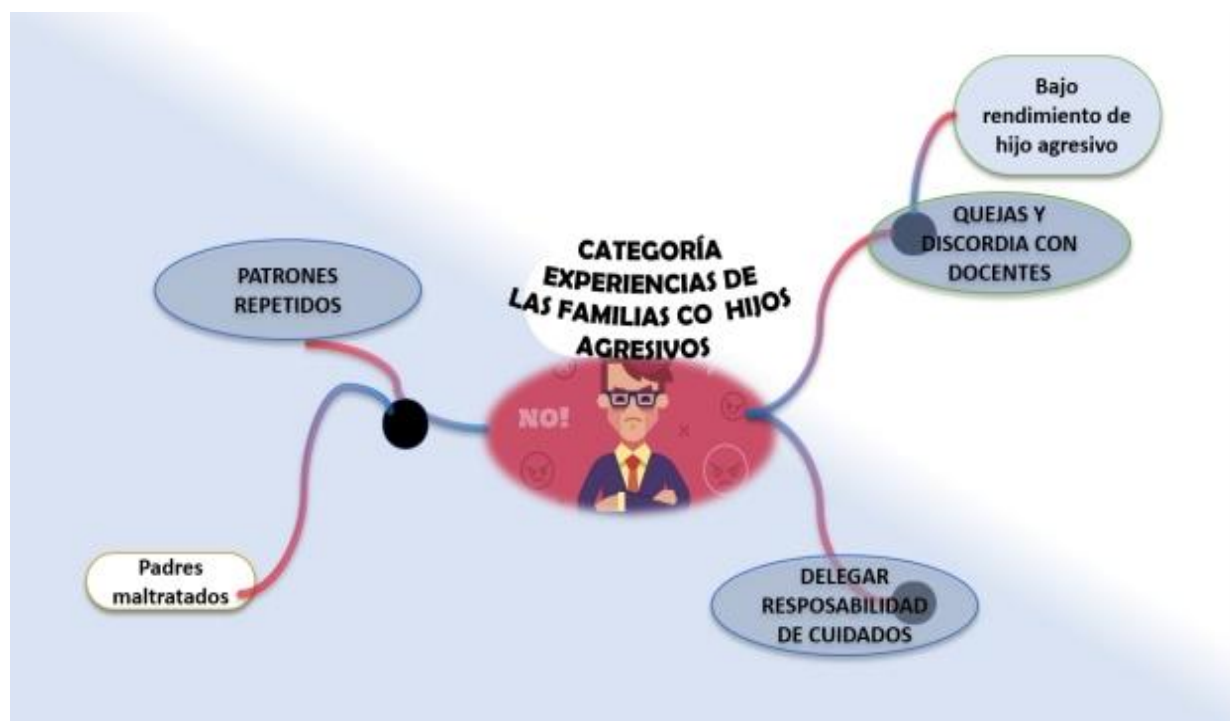 Bajo
rendimiento de
hijo agresivo
QUEJAS Y
DISCORDIA CON
DOCENTES
CATEGORÍA
EXPERIENCIAS DE
LAS FAMILIAS CO HIJOS
AGRESIVOS
PATRONES
REPETIDOS
NO!
Padres
maltratados
DELEGAR
RESPOSABILIDAD
DE CUIDADOS